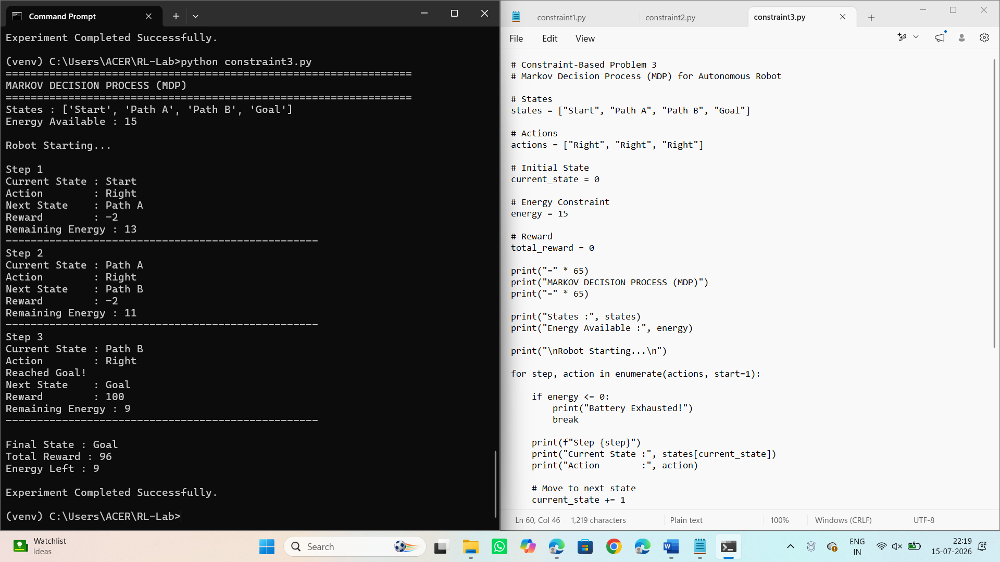 Command Prompt
Experiment Completed Successfully.
(venv) C:\Users\ACER\RL-Lab>python constraint3.py
=================================================================
MARKOV DECISION PROCESS (MDP)
=================================================================
States : ['Start', 'Path A', 'Path B', 'Goal']
Energy Available : 15
Robot Starting...
Step 1
Current State : Start
Action        : Right
Next State    : Path A
Reward        : -2
Remaining Energy : 13
--------------------------------------------------
Step 2
Current State : Path A
Action        : Right
Next State    : Path B
Reward        : -2
Remaining Energy : 11
--------------------------------------------------
Step 3
Current State : Path B
Action        : Right
Reached Goal!
Next State    : Goal
Reward        : 100
Remaining Energy : 9
--------------------------------------------------
Final State : Goal
Total Reward : 96
Energy Left : 9
Experiment Completed Successfully.
(venv) C:\Users\ACER\RL-Lab>
constraint1.py
constraint2.py
constraint3.py
File Edit View
# Constraint-Based Problem 3
# Markov Decision Process (MDP) for Autonomous Robot
# States
states = ["Start", "Path A", "Path B", "Goal"]
# Actions
actions = ["Right", "Right", "Right"]
# Initial State
current_state = 0
# Energy Constraint
energy = 15
# Reward
total_reward = 0
print("=" * 65)
print("MARKOV DECISION PROCESS (MDP)")
print("=" * 65)
print("States :", states)
print("Energy Available :", energy)
print("\nRobot Starting...\n")
for step, action in enumerate(actions, start=1):
    if energy <= 0:
        print("Battery Exhausted!")
        break
    print(f"Step {step}")
    print("Current State :", states[current_state])
    print("Action        :", action)
    # Move to next state
    current_state += 1
Ln 60, Col 46 1,219 characters Plain text 100% Windows (CRLF) UTF-8
Watchlist
Ideas
Search
ENG
IN
22:19
15-07-2026